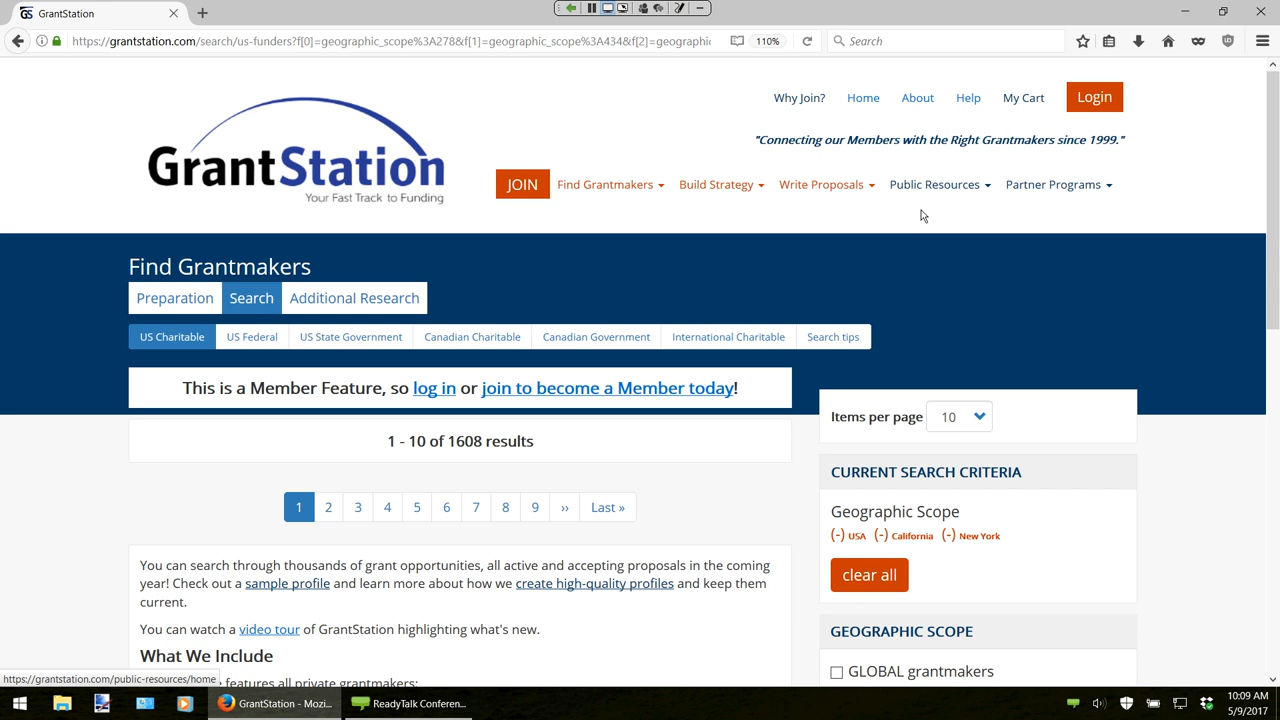 GrantStation
https://grantstation.com/search/us-funders?f[0]=geographic_scope%3A278&f[1]=geographic_scope%3A434&f[2]=geographic
110%
Search
Why Join?
Home
About
Help
My Cart
Login
"Connecting our Members with the Right Grantmakers since 1999."
GrantStation
Your Fast Track to Funding
JOIN
Find Grantmakers
Build Strategy
Write Proposals
Public Resources
Partner Programs
Find Grantmakers
Preparation
Search
Additional Research
US Charitable
US Federal
US State Government
Canadian Charitable
Canadian Government
International Charitable
Search tips
This is a Member Feature, so log in or join to become a Member today!
Items per page
10
1 - 10 of 1608 results
CURRENT SEARCH CRITERIA
1 2 3 4 5 6 7 8 9 ›› Last »
Geographic Scope
(-) USA (-) California (-) New York
clear all
You can search through thousands of grant opportunities, all active and accepting proposals in the coming
year! Check out a sample profile and learn more about how we create high-quality profiles and keep them
current.
You can watch a video tour of GrantStation highlighting what's new.
What We Include
GEOGRAPHIC SCOPE
GLOBAL grantmakers
https://grantstation.com/public-resources/home
features all private grantmakers:
GrantStation - Mozi...
ReadyTalk Conferen...
10:09 AM
5/9/2017